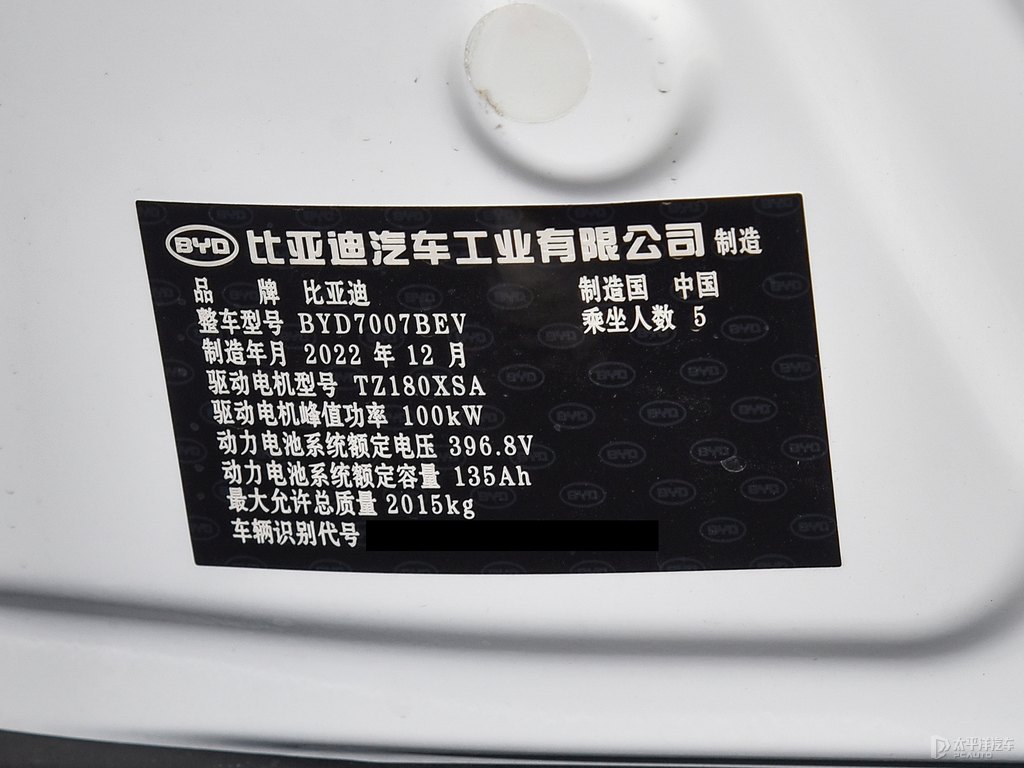 BYD 比亚迪汽车工业有限公司 制造
品 牌 比亚迪 制造国 中国
整车型号 BYD7007BEV 乘坐人数 5
制造年月 2022 年 12 月
驱动电机型号 TZ180XSA
驱动电机峰值功率 100kW
动力电池系统额定电压 396.8V
动力电池系统额定容量 135Ah
最大允许总质量 2015kg
车辆识别代号
太平洋汽车
PCAUTO